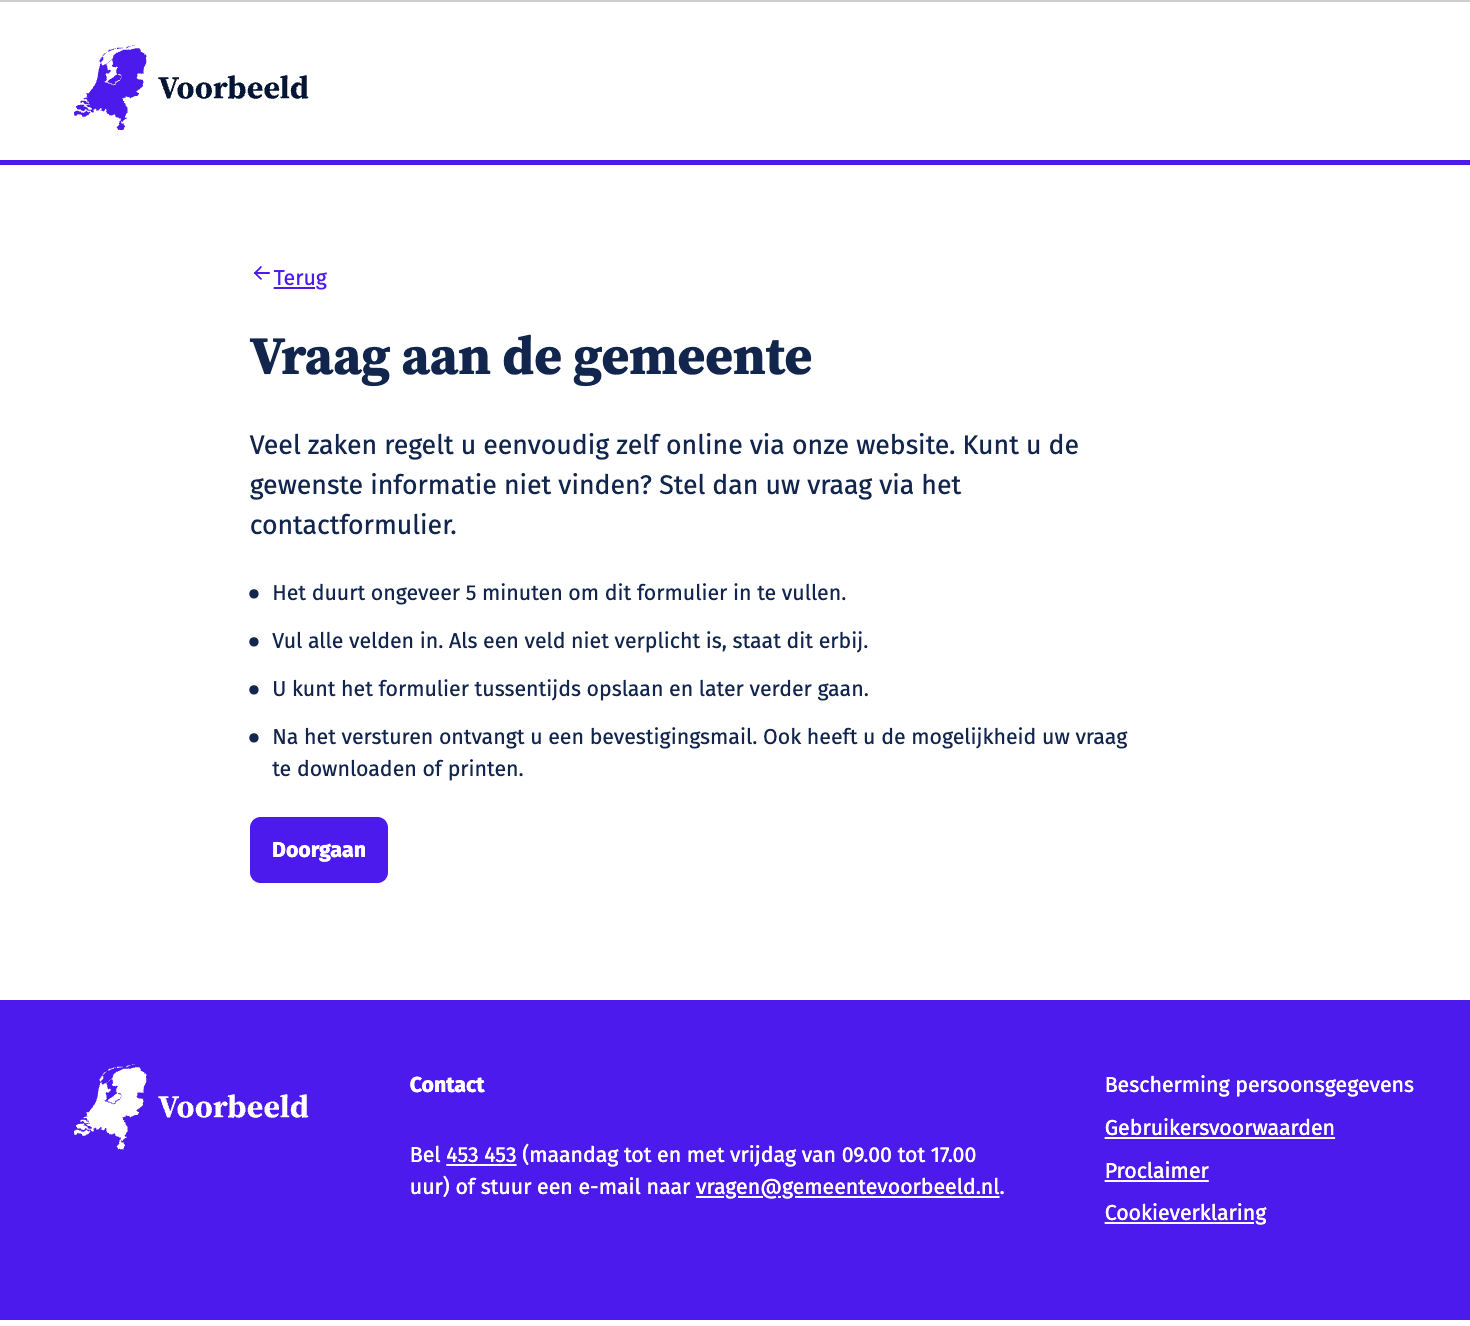 Voorbeeld
Terug
Vraag aan de gemeente
Veel zaken regelt u eenvoudig zelf online via onze website. Kunt u de
gewenste informatie niet vinden? Stel dan uw vraag via het
contactformulier.
Het duurt ongeveer 5 minuten om dit formulier in te vullen.
Vul alle velden in. Als een veld niet verplicht is, staat dit erbij.
U kunt het formulier tussentijds opslaan en later verder gaan.
Na het versturen ontvangt u een bevestigingsmail. Ook heeft u de mogelijkheid uw vraag
te downloaden of printen.
Doorgaan
Voorbeeld
Contact
Bel 453 453 (maandag tot en met vrijdag van 09.00 tot 17.00
uur) of stuur een e-mail naar vragen@gemeentevoorbeeld.nl.
Bescherming persoonsgegevens
Gebruikersvoorwaarden
Proclaimer
Cookieverklaring